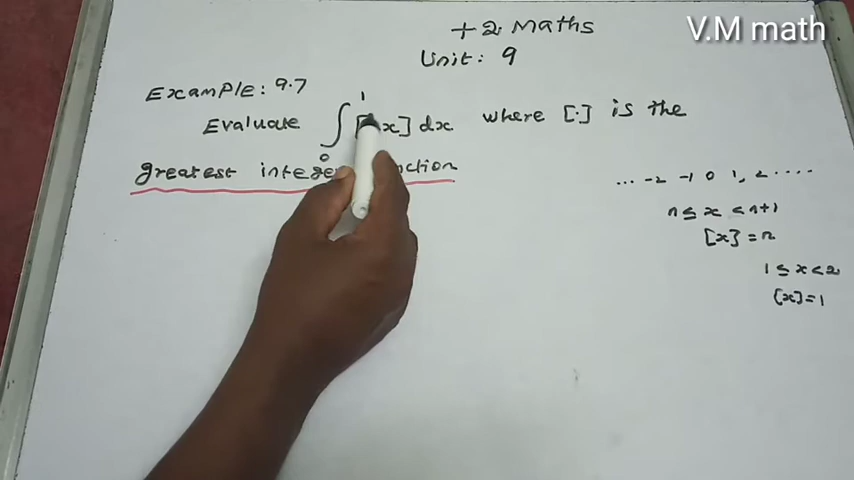 V.M math
+2 Maths
Unit: 9
Example: 9.7
Evaluate ∫₀¹ [ x] dx where [·] is the
greatest function
... -2 -1 0 1, 2 ....
n ≤ x < n+1
[x] = n
1 ≤ x < 2
[x] = 1